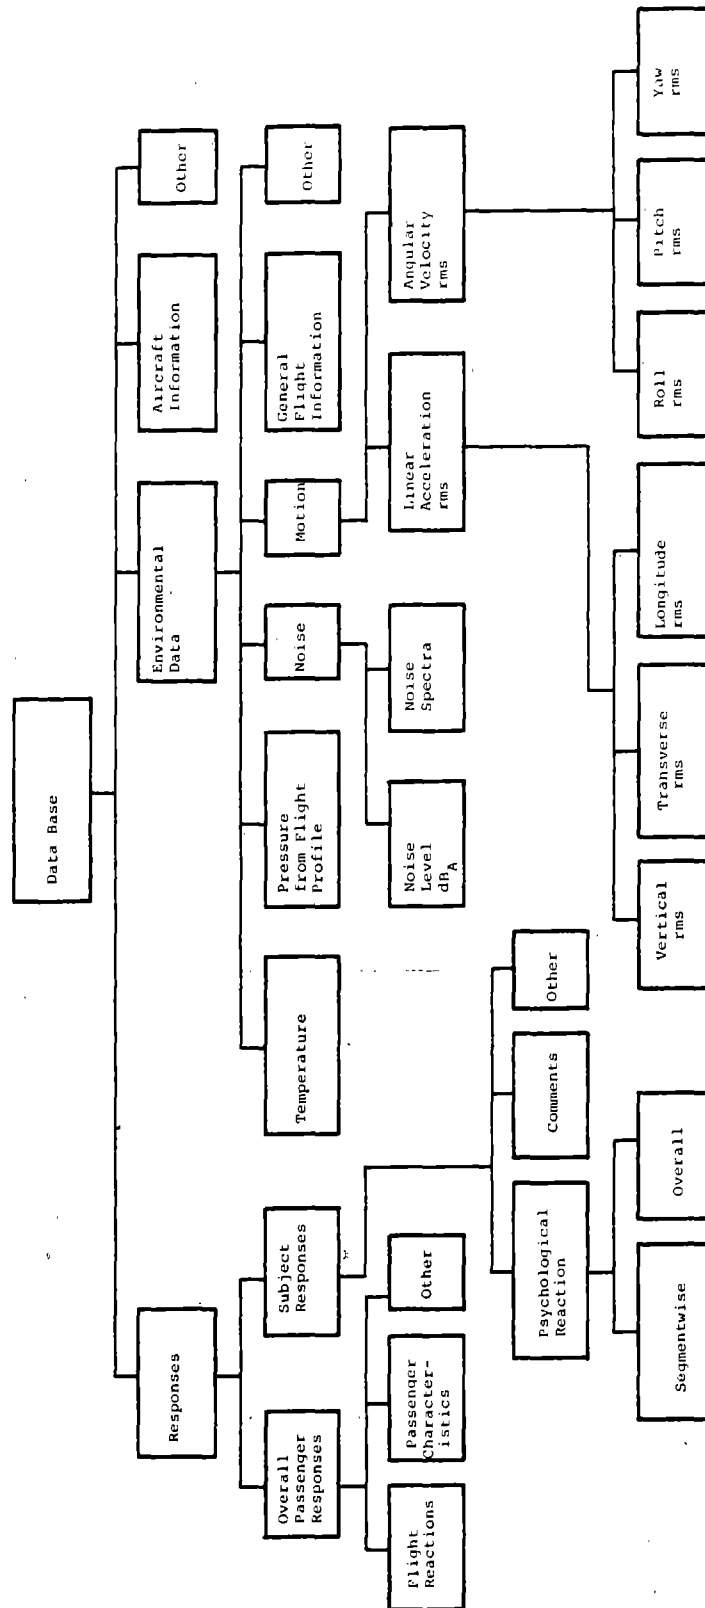 Data Base
Responses
Environmental
Data
Aircraft
Information
Other
Overall
Passenger
Responses
Subject
Responses
Temperature
Pressure
from Flight
Profile
Noise
Motion
General
Flight
Information
Other
Flight
Reactions
Passenger
Character-
istics
Other
Noise
Level
dBA
Noise
Spectra
Linear
Acceleration
rms
Angular
Velocity
rms
Psychological
Reaction
Comments
Other
Segmentwise
Overall
Vertical
rms
Transverse
rms
Longitude
rms
Roll
rms
Pitch
rms
Yaw
rms